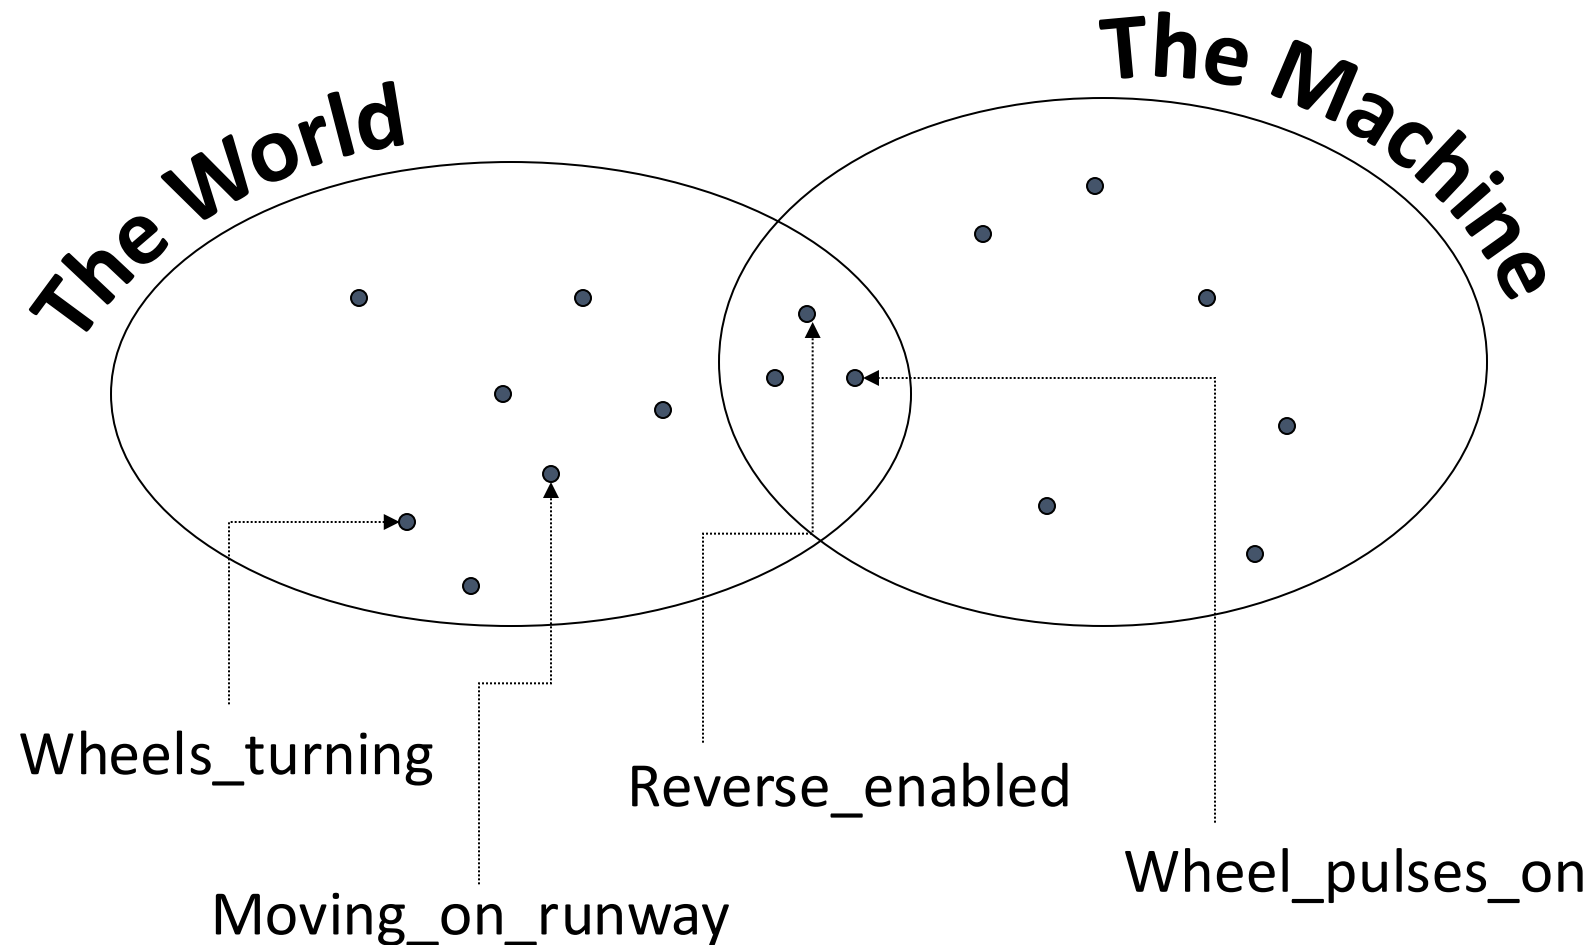 The World
The Machine
Wheels_turning
Reverse_enabled
Wheel_pulses_on
Moving_on_runway